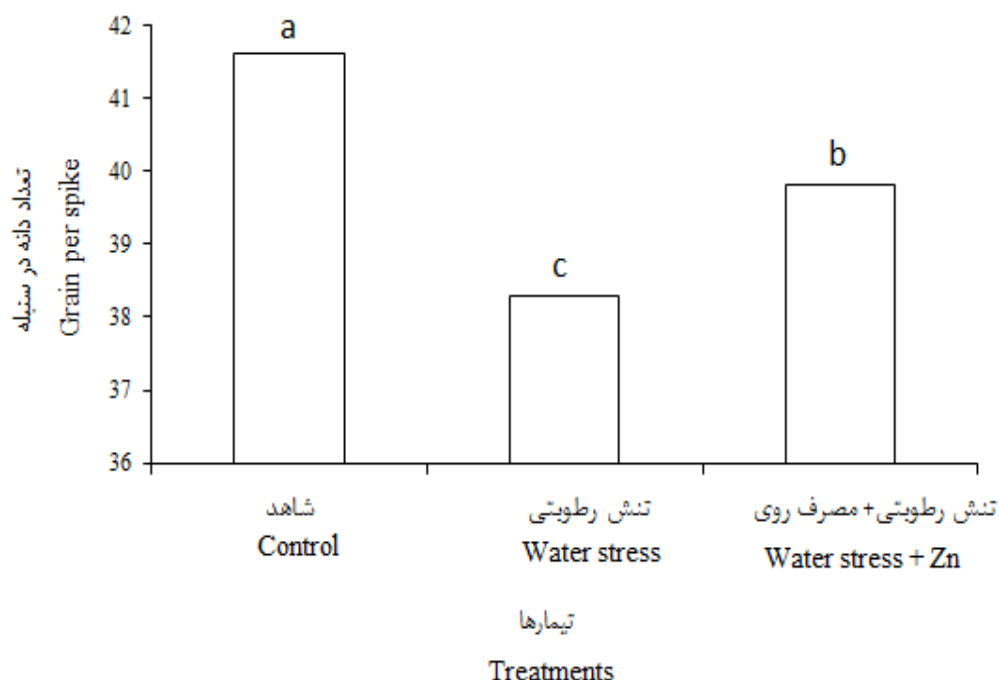 تعداد دانه در سنبله
Grain per spike
42
41
40
39
38
37
36
a
c
b
شاهد
Control
تنش رطوبتی
Water stress
تنش رطوبتی+ مصرف روی
Water stress + Zn
تیمارها
Treatments